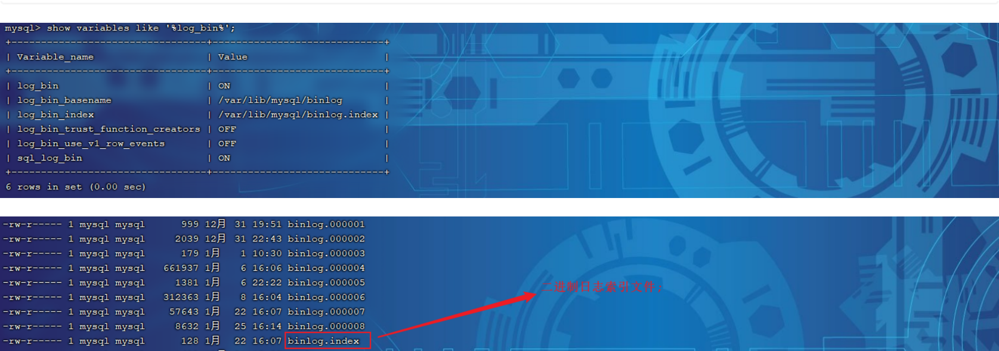 mysql> show variables like '%log_bin%';
+----------------------------------+-----------------------------+
| Variable_name                    | Value                       |
+----------------------------------+-----------------------------+
| log_bin                          | ON                          |
| log_bin_basename                 | /var/lib/mysql/binlog       |
| log_bin_index                    | /var/lib/mysql/binlog.index |
| log_bin_trust_function_creators | OFF                         |
| log_bin_use_v1_row_events        | OFF                         |
| sql_log_bin                      | ON                          |
+----------------------------------+-----------------------------+
6 rows in set (0.00 sec)
-rw-r----- 1 mysql mysql      999 12月 31 19:51 binlog.000001
-rw-r----- 1 mysql mysql     2039 12月 31 22:43 binlog.000002
-rw-r----- 1 mysql mysql      179 1月   1 10:30 binlog.000003
-rw-r----- 1 mysql mysql   661937 1月   6 16:06 binlog.000004
-rw-r----- 1 mysql mysql     1381 1月   6 22:22 binlog.000005
-rw-r----- 1 mysql mysql   312363 1月   8 16:04 binlog.000006
-rw-r----- 1 mysql mysql    57643 1月  22 16:07 binlog.000007
-rw-r----- 1 mysql mysql     8632 1月  25 16:14 binlog.000008
-rw-r----- 1 mysql mysql      128 1月  22 16:07 binlog.index
二进制日志索引文件;